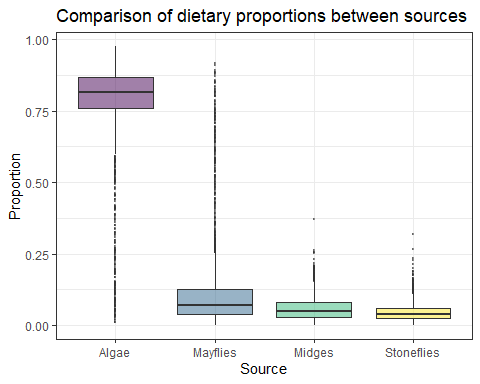 Comparison of dietary proportions between sources
1.00
0.75
0.50
0.25
0.00
Proportion
Algae Mayflies Midges Stoneflies
Source